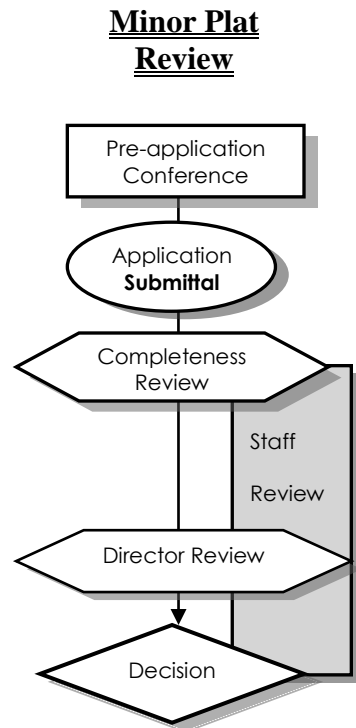 Minor Plat
Review
Pre-application
Conference
Application
Submittal
Completeness
Review
Staff
Review
Director Review
Decision